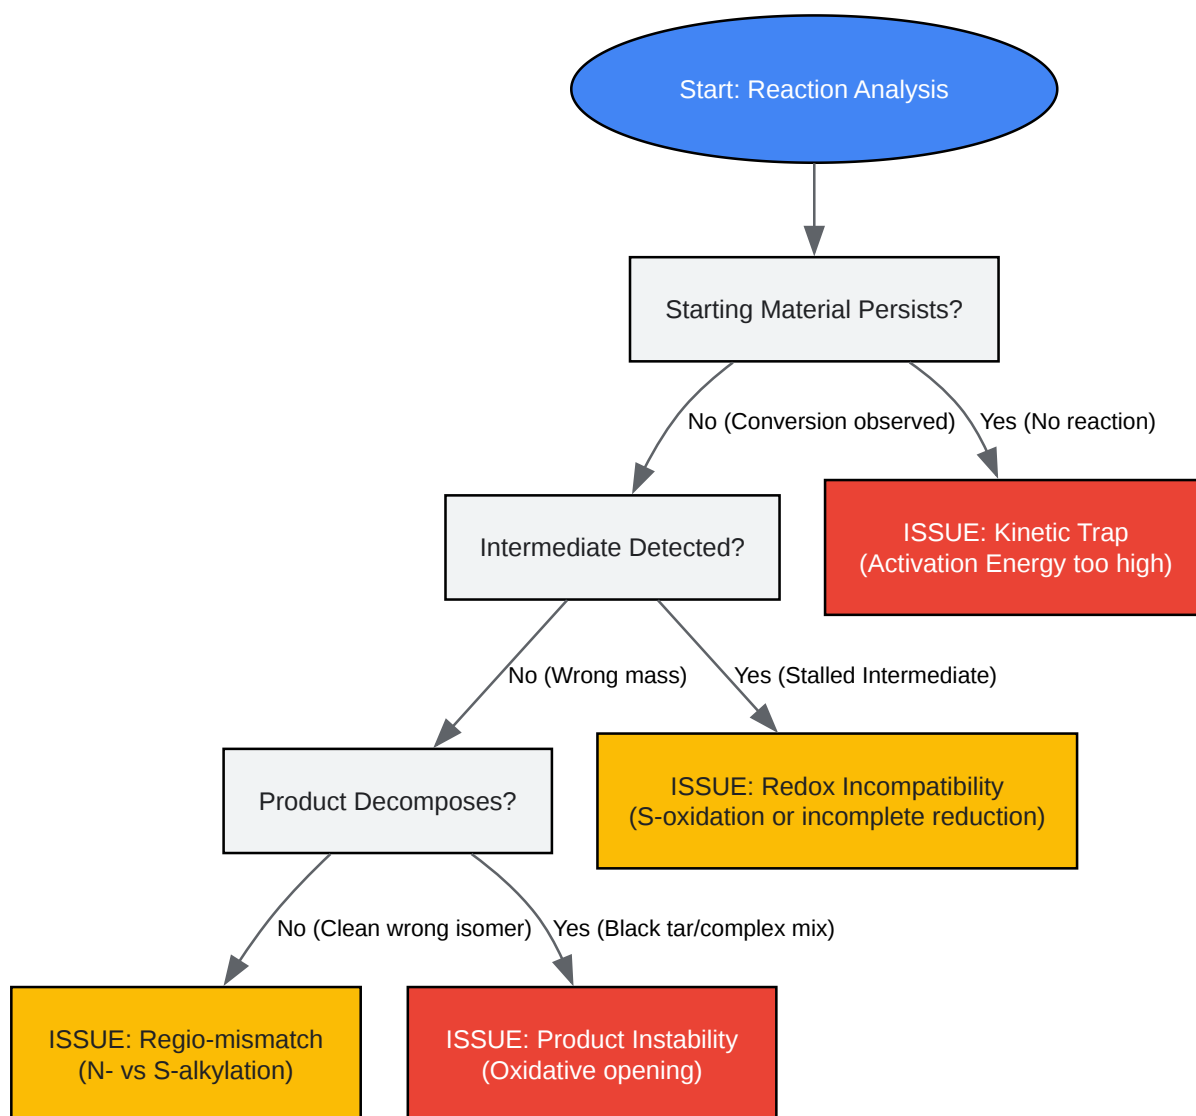 Start: Reaction Analysis
Starting Material Persists?
No (Conversion observed)
Yes (No reaction)
ISSUE: Kinetic Trap
(Activation Energy too high)
Intermediate Detected?
No (Wrong mass)
Yes (Stalled Intermediate)
ISSUE: Redox Incompatibility
(S-oxidation or incomplete reduction)
Product Decomposes?
No (Clean wrong isomer)
Yes (Black tar/complex mix)
ISSUE: Regio-mismatch
(N- vs S-alkylation)
ISSUE: Product Instability
(Oxidative opening)